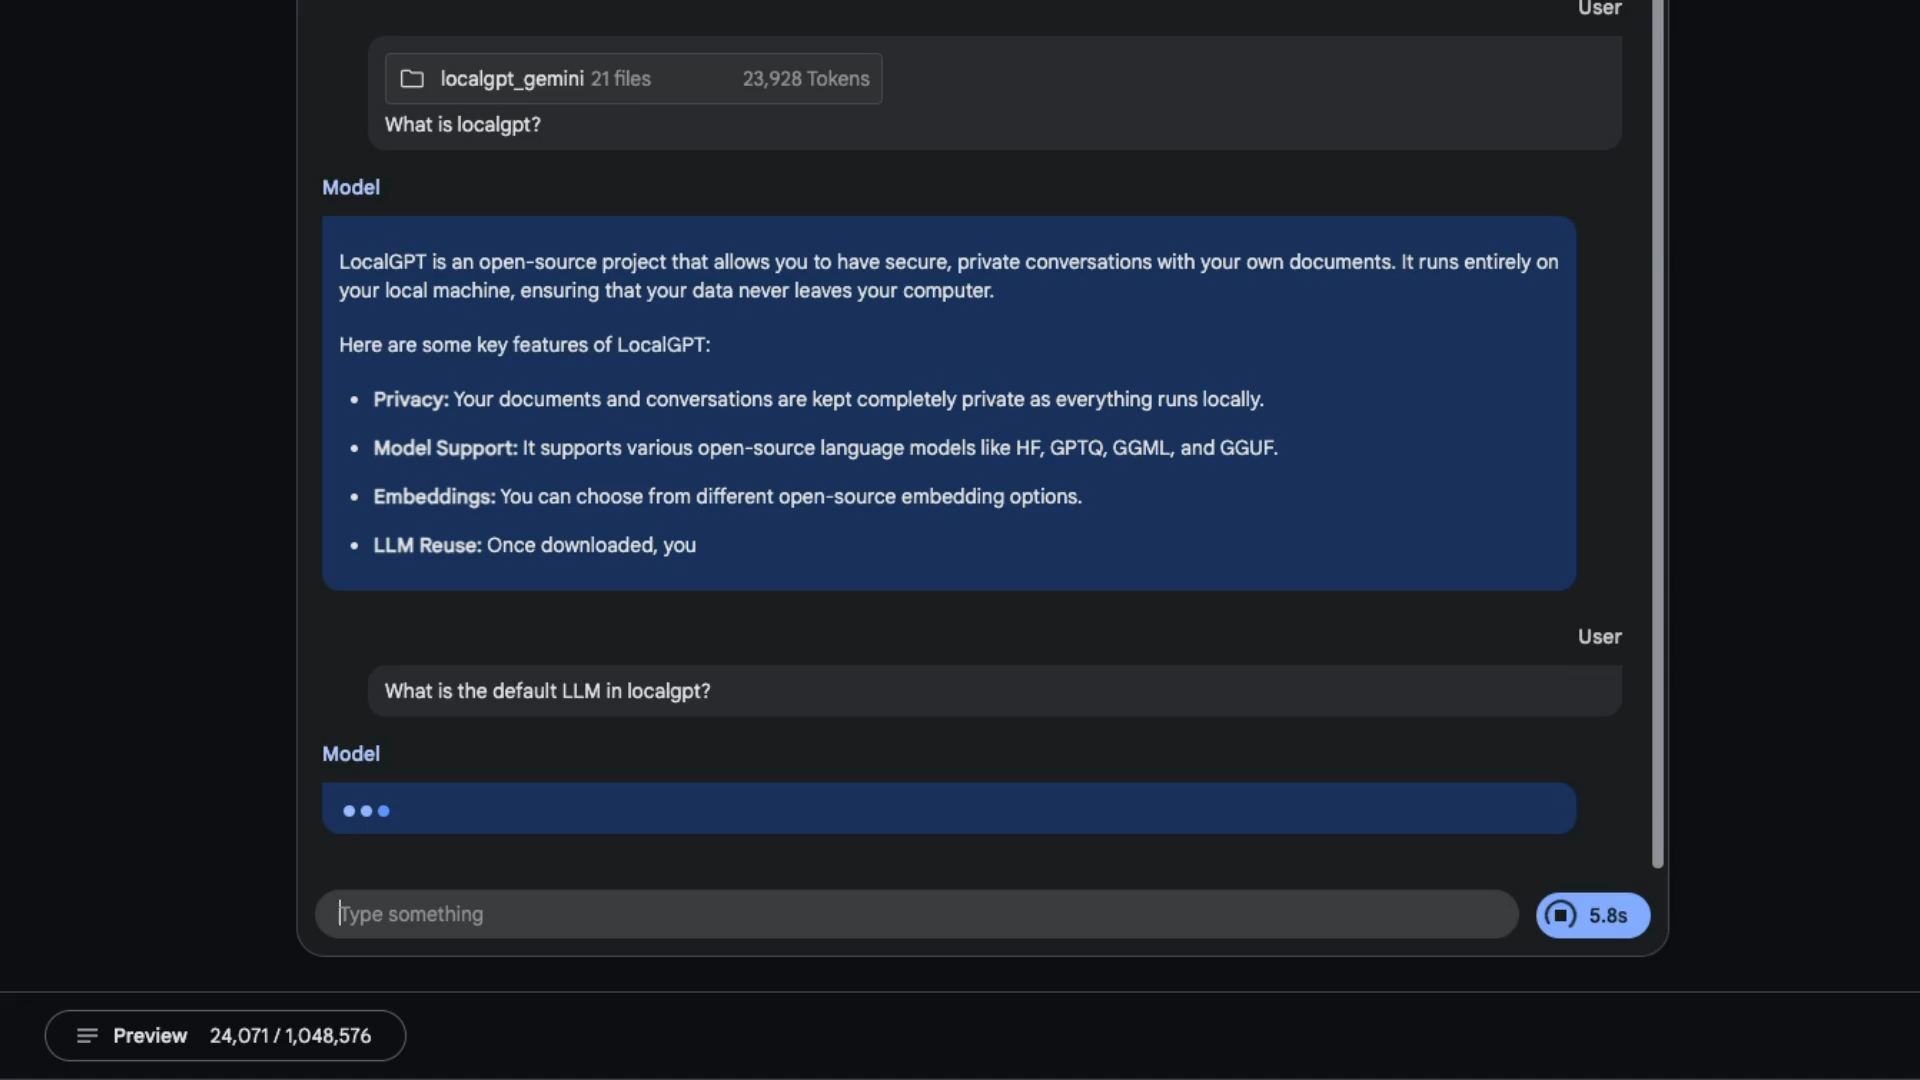 User
localgpt_gemini 21 files 23,928 Tokens
What is localgpt?
Model
LocalGPT is an open-source project that allows you to have secure, private conversations with your own documents. It runs entirely on
your local machine, ensuring that your data never leaves your computer.
Here are some key features of LocalGPT:
• Privacy: Your documents and conversations are kept completely private as everything runs locally.
• Model Support: It supports various open-source language models like HF, GPTQ, GGML, and GGUF.
• Embeddings: You can choose from different open-source embedding options.
• LLM Reuse: Once downloaded, you
User
What is the default LLM in localgpt?
Model
Type something
5.8s
Preview 24,071 / 1,048,576